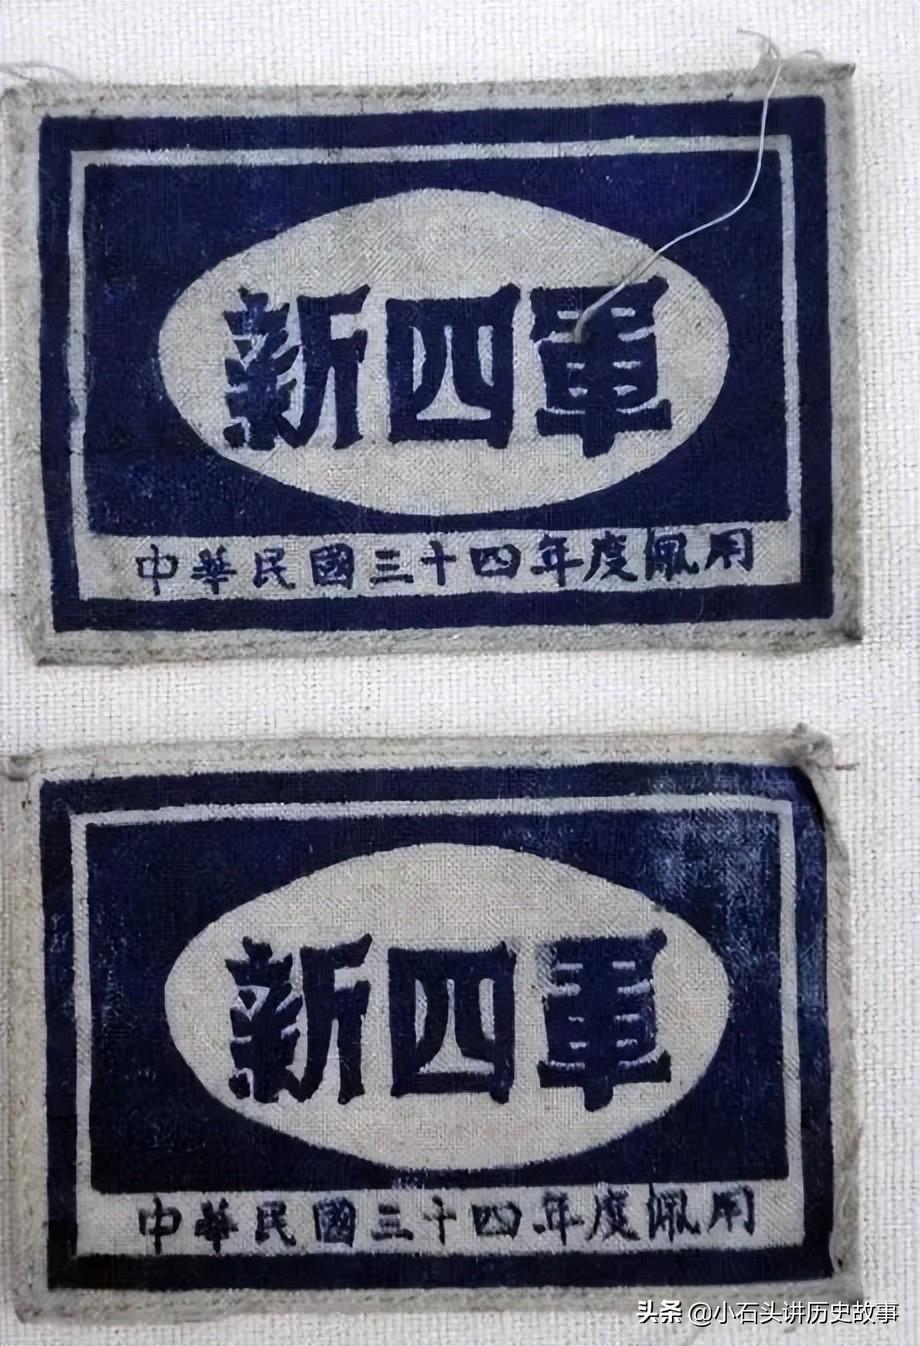 新四軍
中華民國三十四年度佩用
新四軍
中華民國三十四年度佩用
头条 @小石头讲历史故事